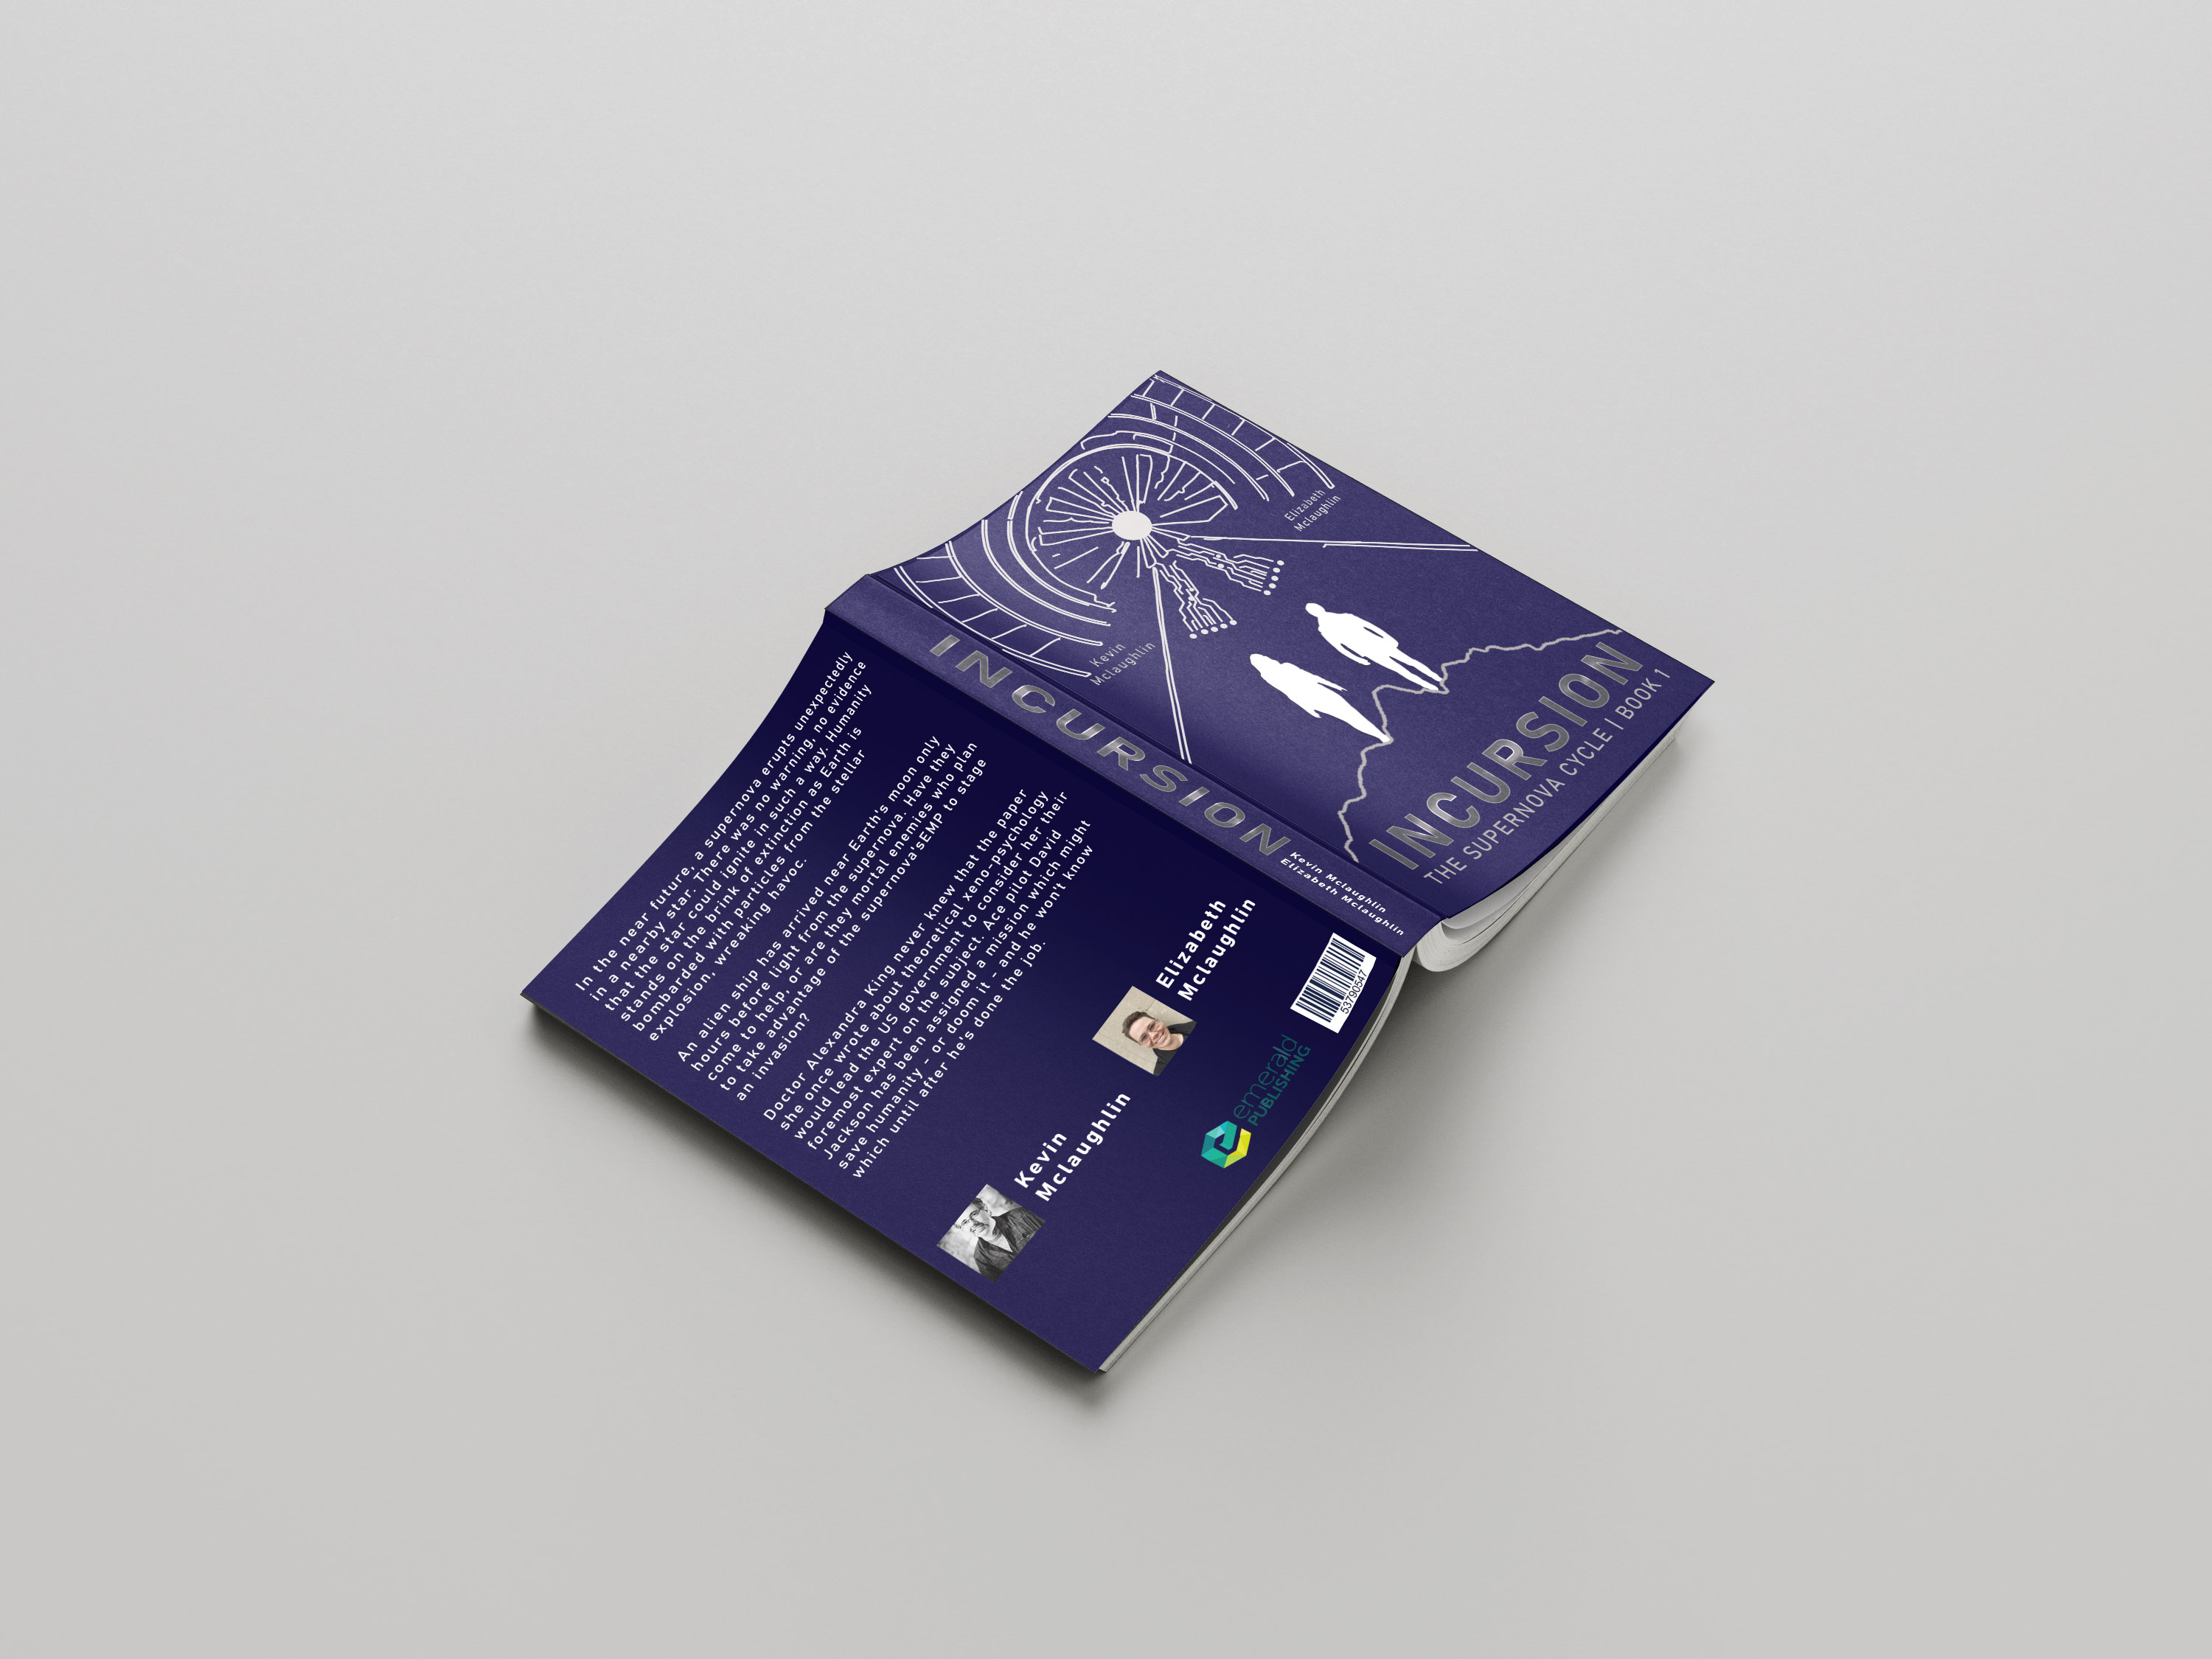 Kevin
Mclaughlin
Elizabeth
Mclaughlin
INCURSION
THE SUPERNOVA CYCLE | BOOK 1
INCURSION
Kevin Mclaughlin
Elizabeth Mclaughlin
In the near future, a supernova erupts unexpectedly
in a nearby star. There was no warning, no evidence
that the star could ignite in such a way. Humanity
stands on the brink of extinction as Earth is
bombarded with particles from the stellar
explosion, wreaking havoc.
An alien ship has arrived near Earth's moon only
hours before light from the supernova. Have they
come to help, or are they mortal enemies who plan
to take advantage of the supernova'sEMP to stage
an invasion?
Doctor Alexandra King never knew that the paper
she once wrote about theoretical xeno-psychology
would lead the US government to consider her their
foremost expert on the subject. Ace pilot David
Jackson has been assigned a mission which might
save humanity - or doom it - and he won't know
which until after he's done the job.
Kevin
Mclaughlin
Elizabeth
Mclaughlin
emerald
PUBLISHING
53790547